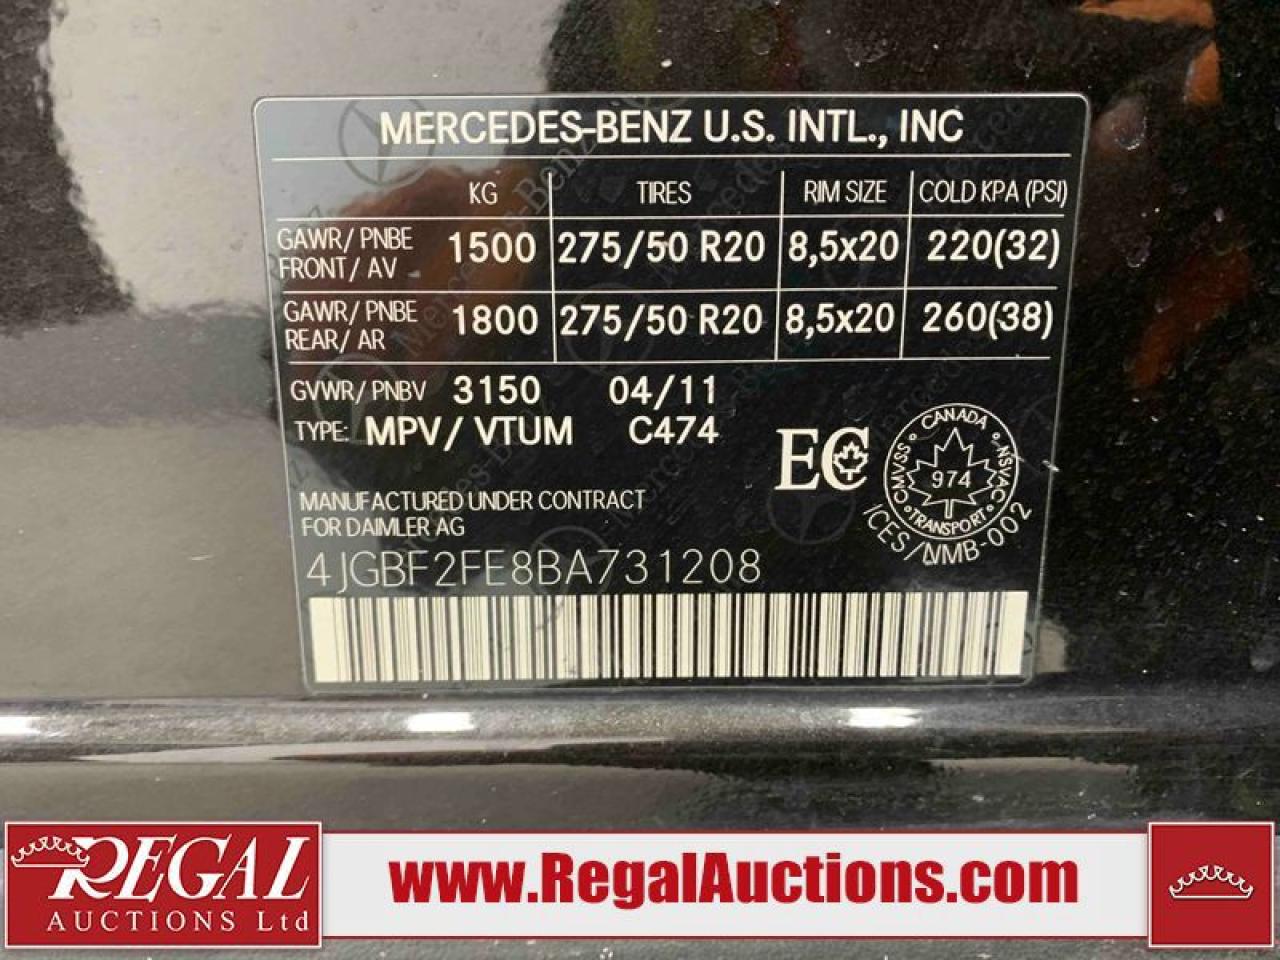 MERCEDES-BENZ U.S. INTL., INC
KG TIRES RIM SIZE COLD KPA (PSI)
GAWR/ PNBE FRONT/ AV 1500 275/50 R20 8,5x20 220(32)
GAWR/ PNBE REAR/ AR 1800 275/50 R20 8,5x20 260(38)
GVWR/ PNBV 3150 04/11
TYPE: MPV/ VTUM C474
EC
CANADA
CMVSS NSVAC
974
TRANSPORT
ICES/NMB-002
MANUFACTURED UNDER CONTRACT
FOR DAIMLER AG
4JGBF2FE8BA731208
REGAL
AUCTIONS Ltd
www.RegalAuctions.com